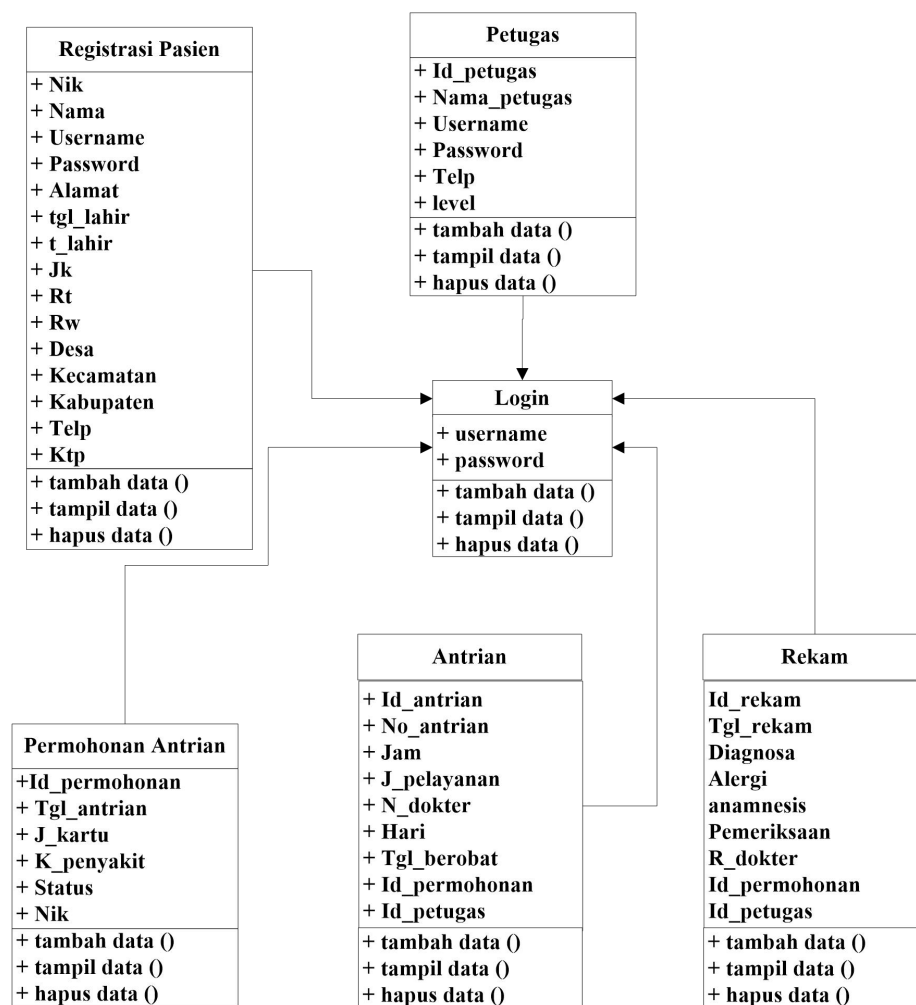 Registrasi Pasien
+ Nik
+ Nama
+ Username
+ Password
+ Alamat
+ tgl_lahir
+ t_lahir
+ Jk
+ Rt
+ Rw
+ Desa
+ Kecamatan
+ Kabupaten
+ Telp
+ Ktp
+ tambah data ()
+ tampil data ()
+ hapus data ()
Petugas
+ Id_petugas
+ Nama_petugas
+ Username
+ Password
+ Telp
+ level
+ tambah data ()
+ tampil data ()
+ hapus data ()
Login
+ username
+ password
+ tambah data ()
+ tampil data ()
+ hapus data ()
Permohonan Antrian
+Id_permohonan
+ Tgl_antrian
+ J_kartu
+ K_penyakit
+ Status
+ Nik
+ tambah data ()
+ tampil data ()
+ hapus data ()
Antrian
+ Id_antrian
+ No_antrian
+ Jam
+ J_pelayanan
+ N_dokter
+ Hari
+ Tgl_berobat
+ Id_permohonan
+ Id_petugas
+ tambah data ()
+ tampil data ()
+ hapus data ()
Rekam
Id_rekam
Tgl_rekam
Diagnosa
Alergi
anamnesis
Pemeriksaan
R_dokter
Id_permohonan
Id_petugas
+ tambah data ()
+ tampil data ()
+ hapus data ()